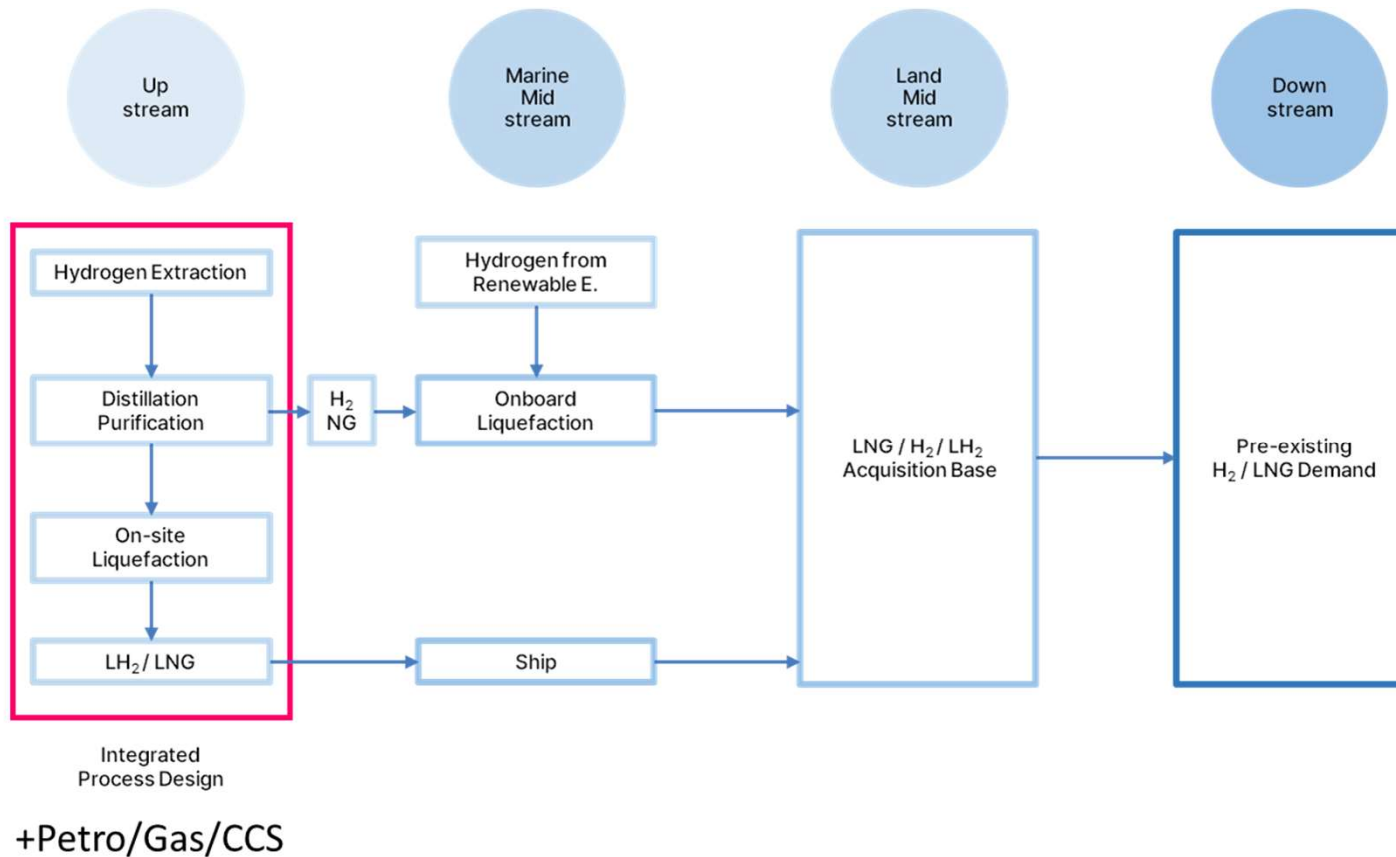 Up
stream
Marine
Mid
stream
Land
Mid
stream
Down
stream
Hydrogen Extraction
Distillation
Purification
On-site
Liquefaction
LH₂ / LNG
Integrated
Process Design
+Petro/Gas/CCS
H₂
NG
Hydrogen from
Renewable E.
Onboard
Liquefaction
Ship
LNG / H₂ / LH₂
Acquisition Base
Pre-existing
H₂ / LNG Demand